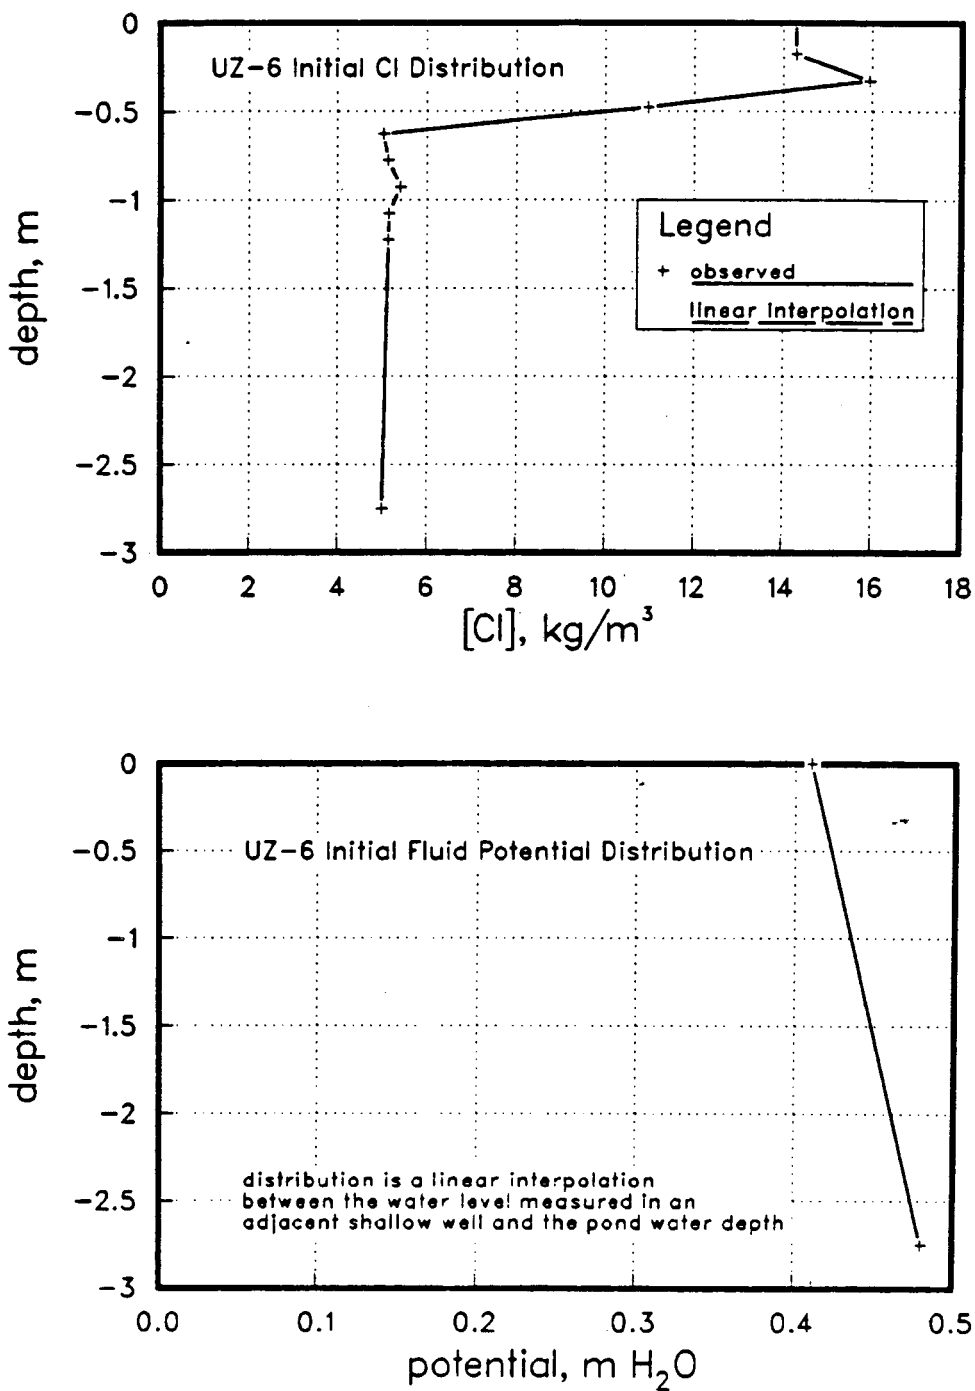 0
UZ-6 Initial Cl Distribution
-0.5
-1
Legend
+ observed
linear interpolation
-1.5
-2
-2.5
-3
depth, m
0 2 4 6 8 10 12 14 16 18
[Cl], kg/m³
0
-0.5
UZ-6 Initial Fluid Potential Distribution
-1
-1.5
-2
distribution is a linear interpolation
between the water level measured in an
adjacent shallow well and the pond water depth
-2.5
-3
depth, m
0.0 0.1 0.2 0.3 0.4 0.5
potential, m H₂O